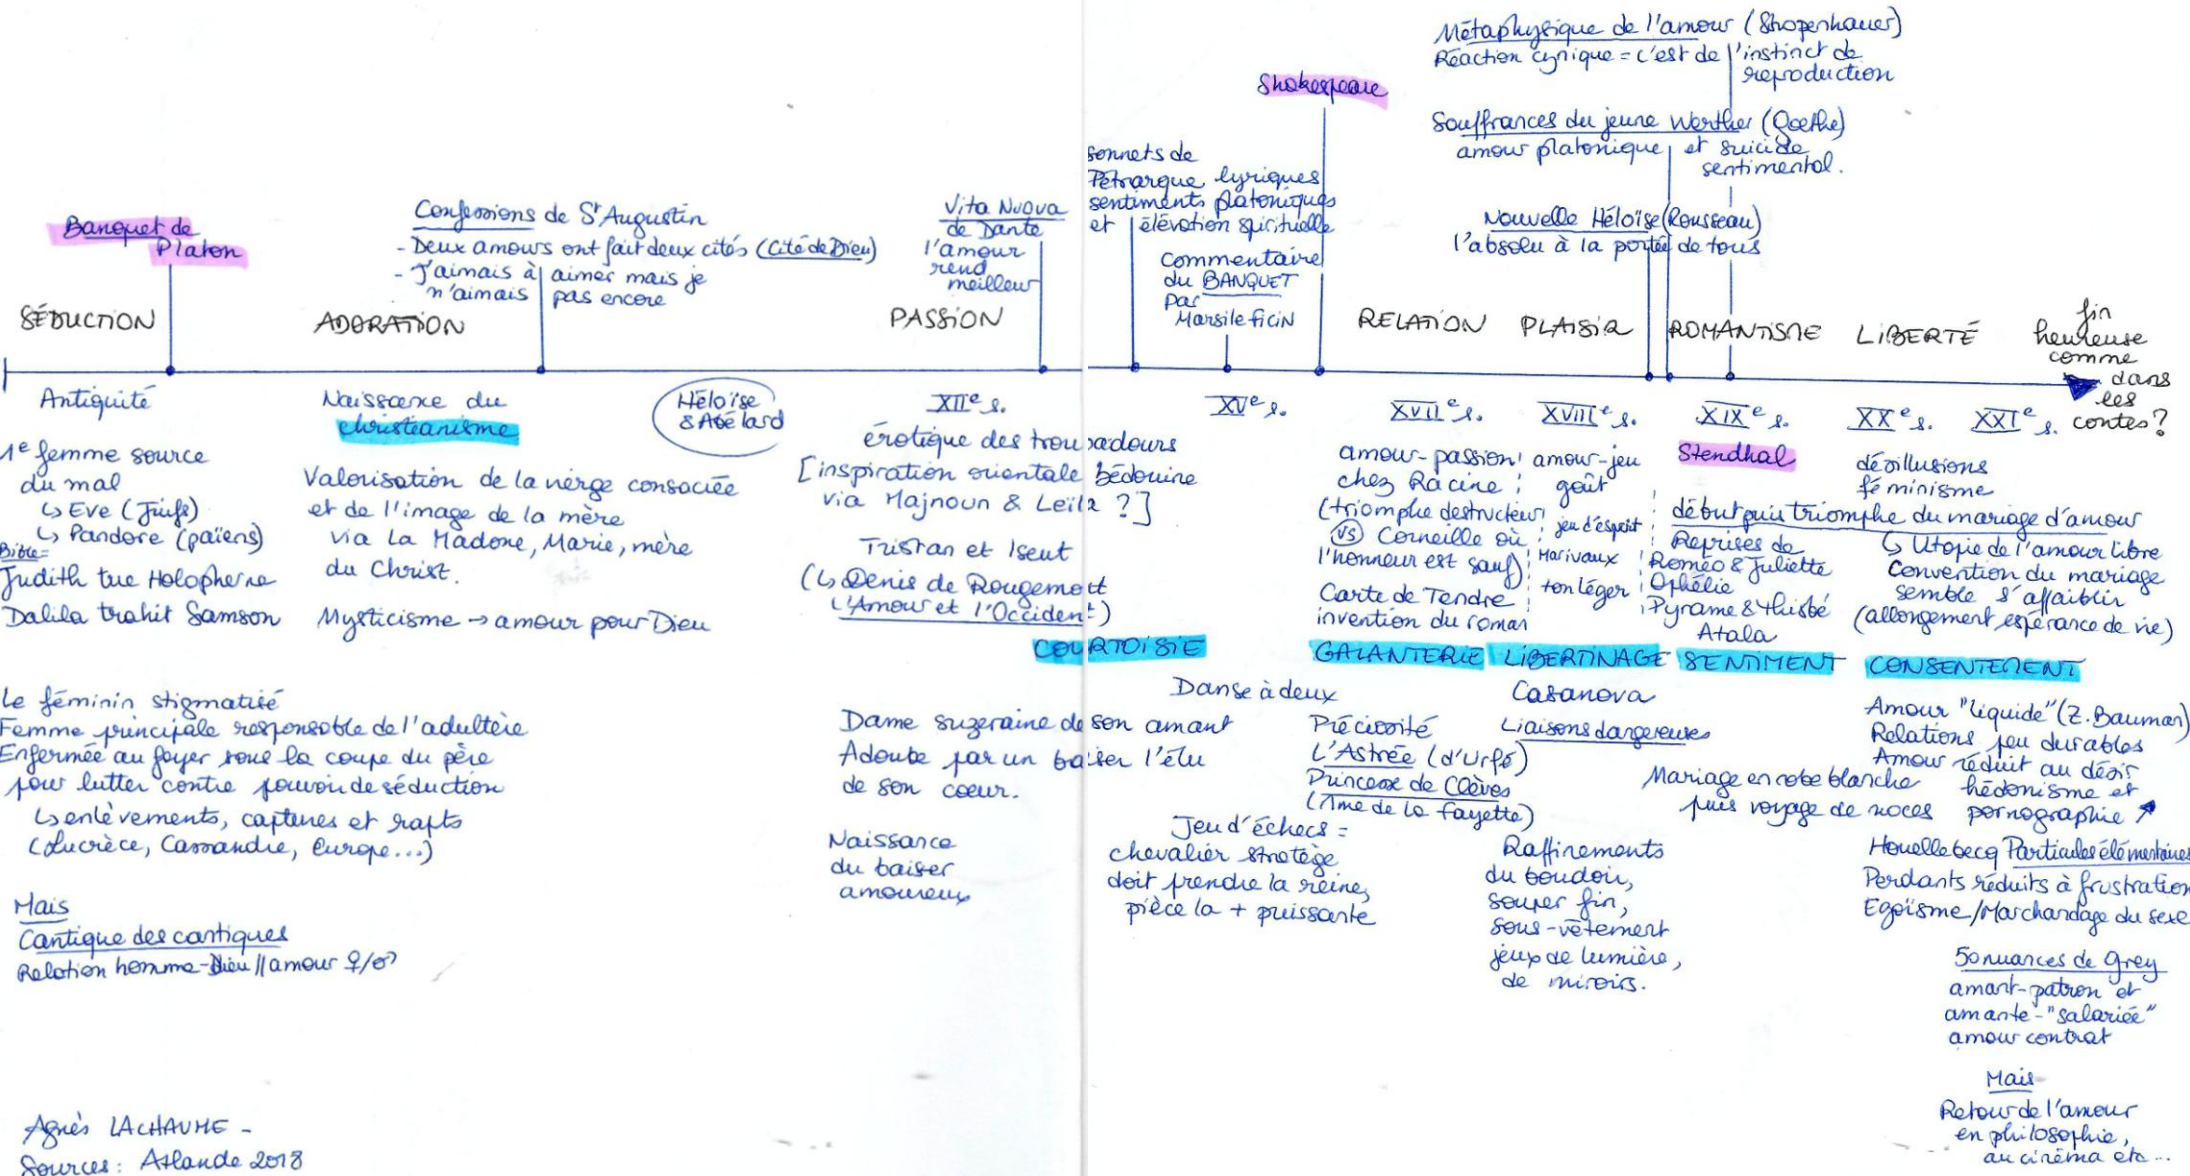 Métaphysique de l'amour (Shopenhauer)
Réaction cynique = c'est de l'instinct de
reproduction
Shakespeare
Souffrances du jeune Werther (Goethe)
amour platonique et suicide
sentimental.
sonnets de
Pétrarque lyriques
sentiments platoniques
et élévation spirituelle
Nouvelle Héloïse (Rousseau)
l'absolu à la portée de tous
Banquet de
Platon
Confessions de St Augustin
- Deux amours ont fait deux cités (Cité de Dieu)
- J'aimais à aimer mais je
n'aimais pas encore
Vita Nuova
de Dante
l'amour
rend
meilleur
commentaire
du BANQUET
par
Marsile ficin
SÉDUCTION
ADORATION
PASSION
RELATION
PLAISIR
ROMANTISME
LIBERTÉ
fin
heureuse
comme
dans
les
contes?
Antiquité
1e femme source
du mal
↳ Eve (Juifs)
↳ Pandore (païens)
Bible =
Judith tue Holopherne
Dalila trahit Samson
Le féminin stigmatisé
Femme principale responsable de l'adultère
Enfermée au foyer sous la coupe du père
pour lutter contre pouvoir de séduction
↳ enlèvements, captures et rapts
(Lucrèce, Cassandre, Europe...)
Mais
Cantique des cantiques
Relation homme-Dieu // amour ♀/♂
Naissance du
christianisme
Valorisation de la vierge consacrée
et de l'image de la mère
via la Madone, Marie, mère
du Christ.
Mysticisme → amour pour Dieu
Héloïse
& Abélard
XIIe s.
érotique des troubadours
[inspiration orientale bédouine
via Majnoun & Leïla ?]
Tristan et Iseut
(↳ Denis de Rougemont
L'Amour et l'Occident)
COURTOISIE
Dame suzeraine de son amant
Adoube par un baiser l'élu
de son coeur.
Naissance
du baiser
amoureux
XVe s.
Danse à deux
Jeu d'échecs =
chevalier stratège
doit prendre la reine,
pièce la + puissante
XVIIe s.
amour-passion
chez Racine
(triomphe destructeur
vs Corneille où
l'honneur est sauf)
Carte de Tendre
invention du roman
GALANTERIE
Préciosité
L'Astrée (d'Urfé)
Princesse de Clèves
(Mme de la Fayette)
XVIIIe s.
amour-jeu
goût
jeu d'esprit
Marivaux
ton léger
LIBERTINAGE
Casanova
Liaisons dangereuses
Raffinements
du boudoir,
souper fin,
sous-vêtement
jeux de lumière,
de miroirs.
XIXe s.
Stendhal
début puis triomphe du mariage d'amour
Reprises de
Roméo & Juliette
Ophélie
Pyrame & Thisbé
Atala
SENTIMENT
Mariage en robe blanche
puis voyage de noces
XXe s.
XXIe s.
désillusions
féminisme
↳ Utopie de l'amour libre
Convention du mariage
semble s'affaiblir
(allongement espérance de vie)
CONSENTEMENT
Amour "liquide" (Z. Bauman)
Relations peu durables
Amour réduit au désir
hédonisme et
pornographie ↗
Houellebecq Particules élémentaires
Perdants réduits à frustration
Egoïsme/Marchandage du sexe
50 nuances de Grey
amant-patron et
amante-"salariée"
amour contrat
Mais
Retour de l'amour
en philosophie,
au cinéma etc...
Agnès LACHAUME -
Sources : Atlande 2018